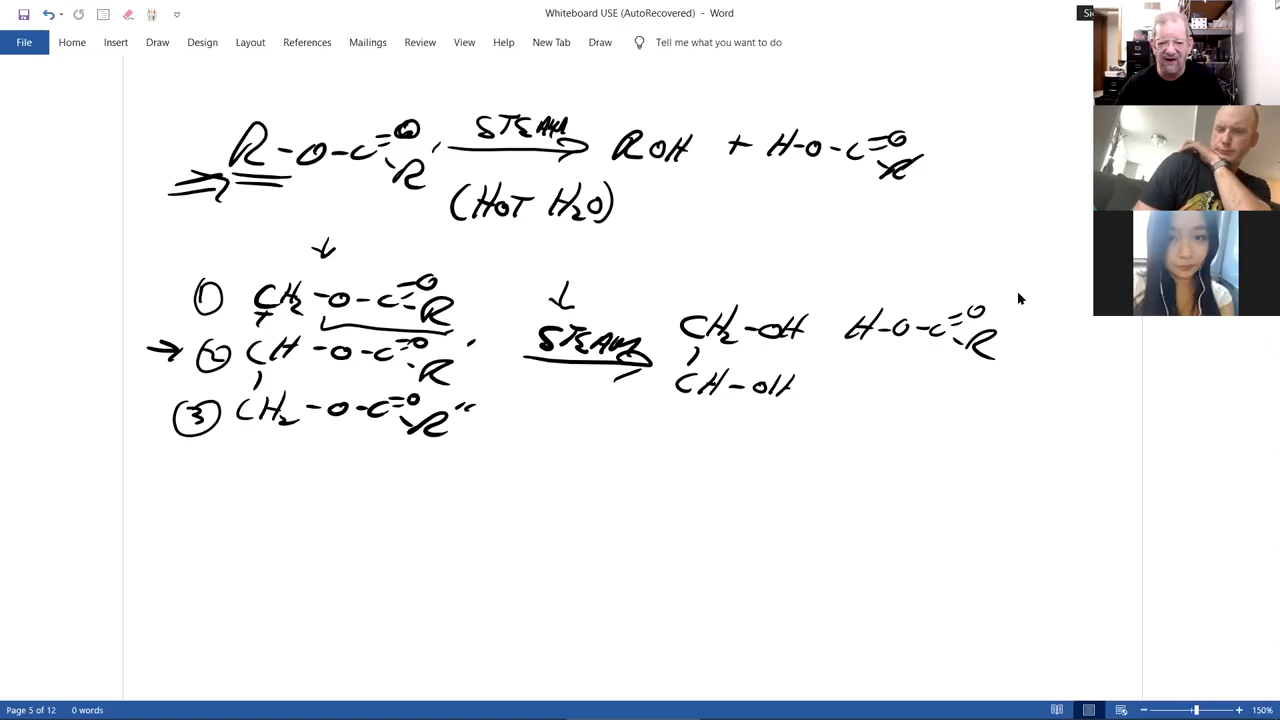 Whiteboard USE (AutoRecovered) - Word
File Home Insert Draw Design Layout References Mailings Review View Help New Tab Draw Tell me what you want to do
R-O-C=O -R' STEAM ROH + H-O-C=O -R
(HOT H2O)
① CH2-O-C=O -R
② CH-O-C=O -R' STEAM CH2-OH H-O-C=O -R
③ CH2-O-C=O -R" CH-OH
Page 5 of 12 0 words 150%